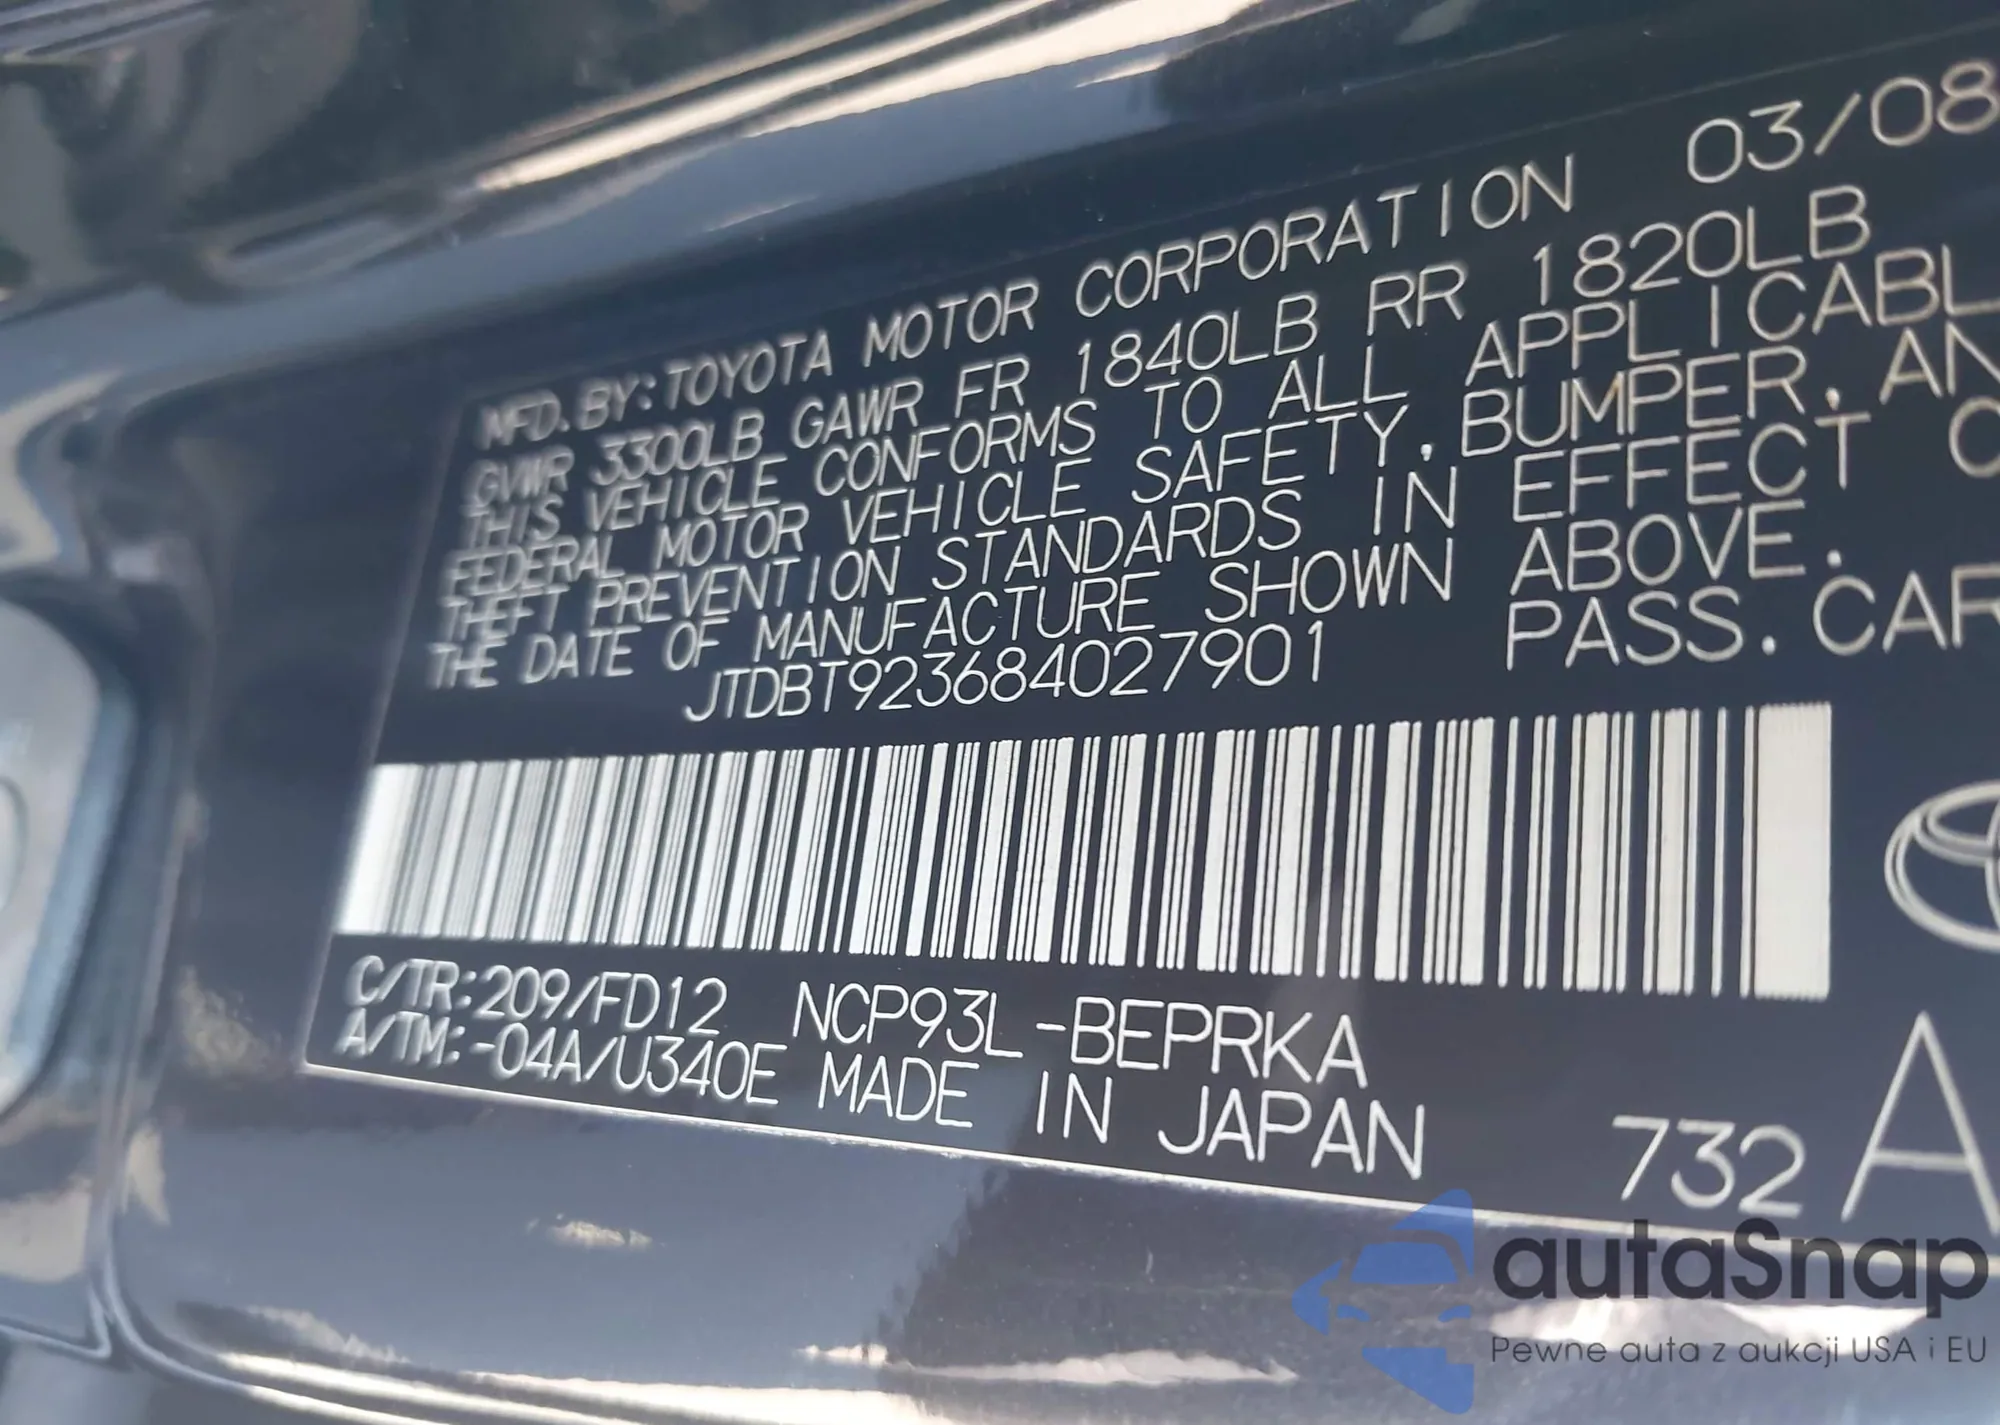 MFD. BY: TOYOTA MOTOR CORPORATION 03/08
GVWR 3300LB GAWR FR 1840LB RR 1820LB
THIS VEHICLE CONFORMS TO ALL APPLICABL
FEDERAL MOTOR VEHICLE SAFETY, BUMPER, AN
THEFT PREVENTION STANDARDS IN EFFECT O
THE DATE OF MANUFACTURE SHOWN ABOVE.
JTDBT923684027901 PASS. CAR
C/TR:209/FD12 NCP93L-BEPRKA
A/TM:-04A/U340E MADE IN JAPAN 732 A
autaSnap
Pewne auta z aukcji USA i EU